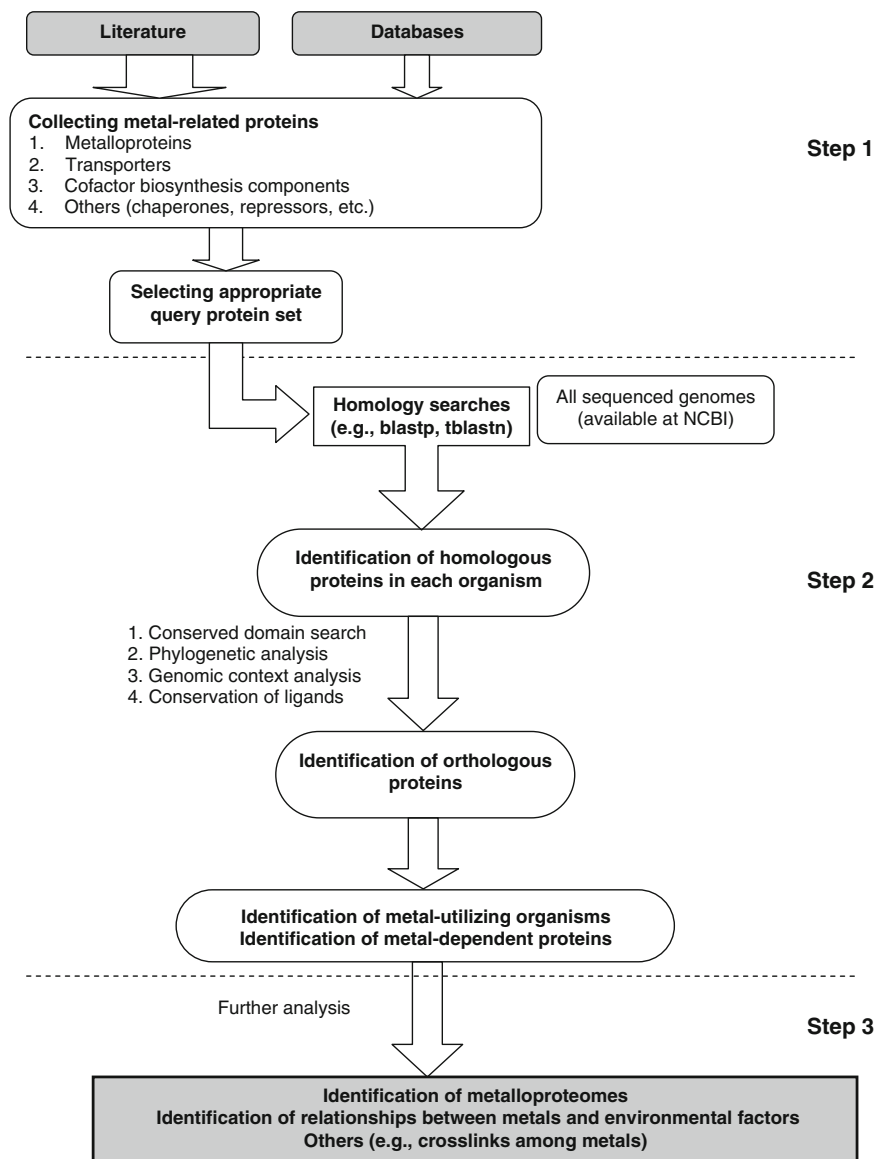 Literature
Databases
Collecting metal-related proteins
1. Metalloproteins
2. Transporters
3. Cofactor biosynthesis components
4. Others (chaperones, repressors, etc.)
Step 1
Selecting appropriate
query protein set
Homology searches
(e.g., blastp, tblastn)
All sequenced genomes
(available at NCBI)
Identification of homologous
proteins in each organism
Step 2
1. Conserved domain search
2. Phylogenetic analysis
3. Genomic context analysis
4. Conservation of ligands
Identification of orthologous
proteins
Identification of metal-utilizing organisms
Identification of metal-dependent proteins
Further analysis
Step 3
Identification of metalloproteomes
Identification of relationships between metals and environmental factors
Others (e.g., crosslinks among metals)